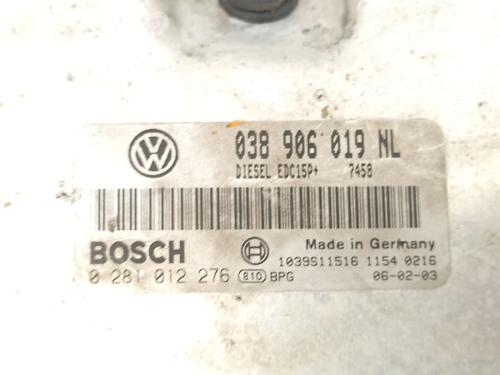 038 906 019 NL
DIESEL EDC15P+ 7458
BOSCH
Made in Germany
1039S11516 1154 0216
0 281 012 276 810 BPG 06-02-03